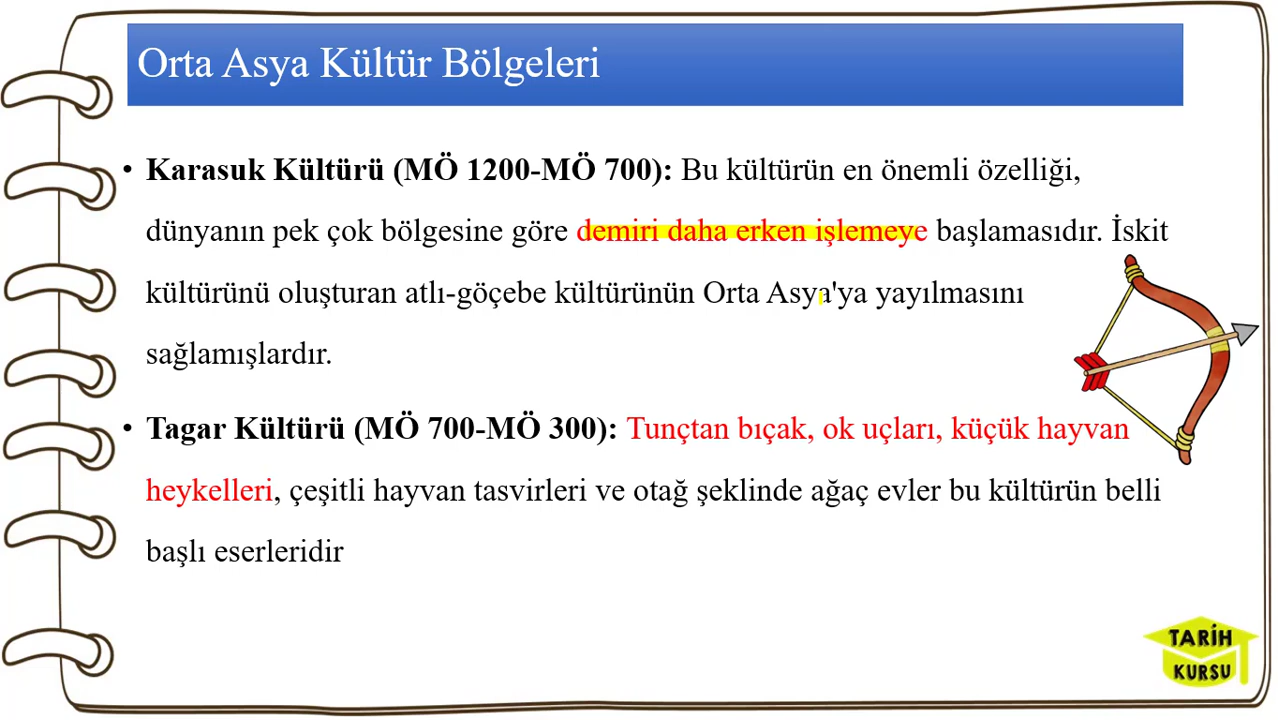 Orta Asya Kültür Bölgeleri
• Karasuk Kültürü (MÖ 1200-MÖ 700): Bu kültürün en önemli özelliği,
dünyanın pek çok bölgesine göre demiri daha erken işlemeye başlamasıdır. İskit
kültürünü oluşturan atlı-göçebe kültürünün Orta Asya'ya yayılmasını
sağlamışlardır.
• Tagar Kültürü (MÖ 700-MÖ 300): Tunçtan bıçak, ok uçları, küçük hayvan
heykelleri, çeşitli hayvan tasvirleri ve otağ şeklinde ağaç evler bu kültürün belli
başlı eserleridir
TARİH
KURSU